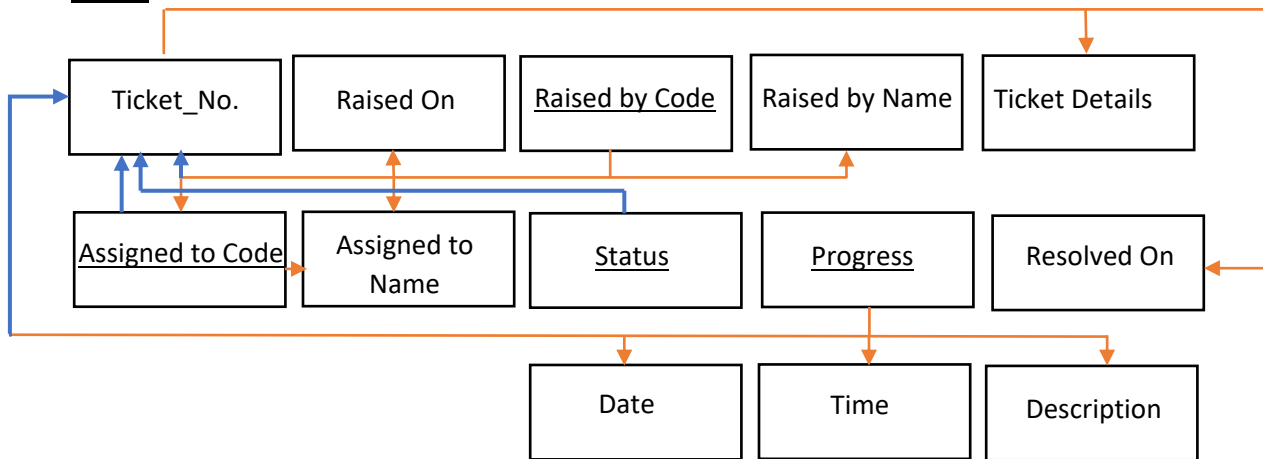 Ticket_No.
Raised On
Raised by Code
Raised by Name
Ticket Details
Assigned to Code
Assigned to
Name
Status
Progress
Resolved On
Date
Time
Description